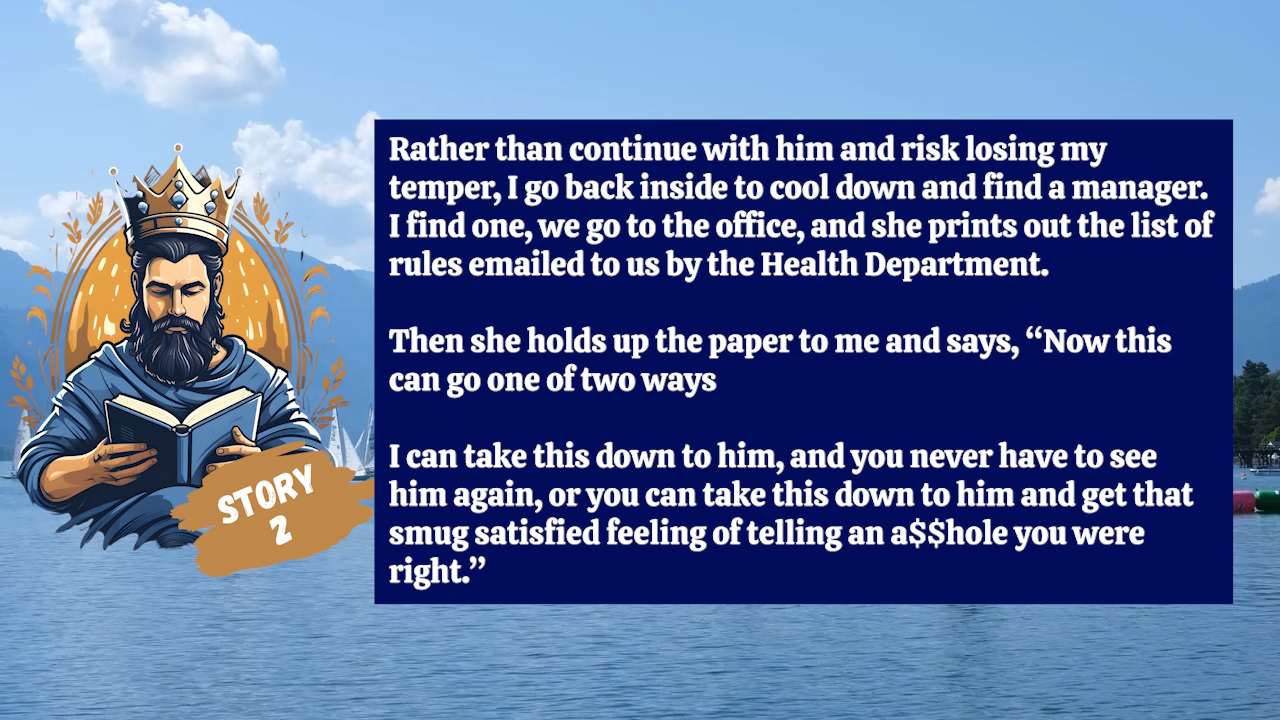 Rather than continue with him and risk losing my
temper, I go back inside to cool down and find a manager.
I find one, we go to the office, and she prints out the list of
rules emailed to us by the Health Department.
Then she holds up the paper to me and says, “Now this
can go one of two ways
I can take this down to him, and you never have to see
him again, or you can take this down to him and get that
smug satisfied feeling of telling an a$$hole you were
right.”
STORY
2